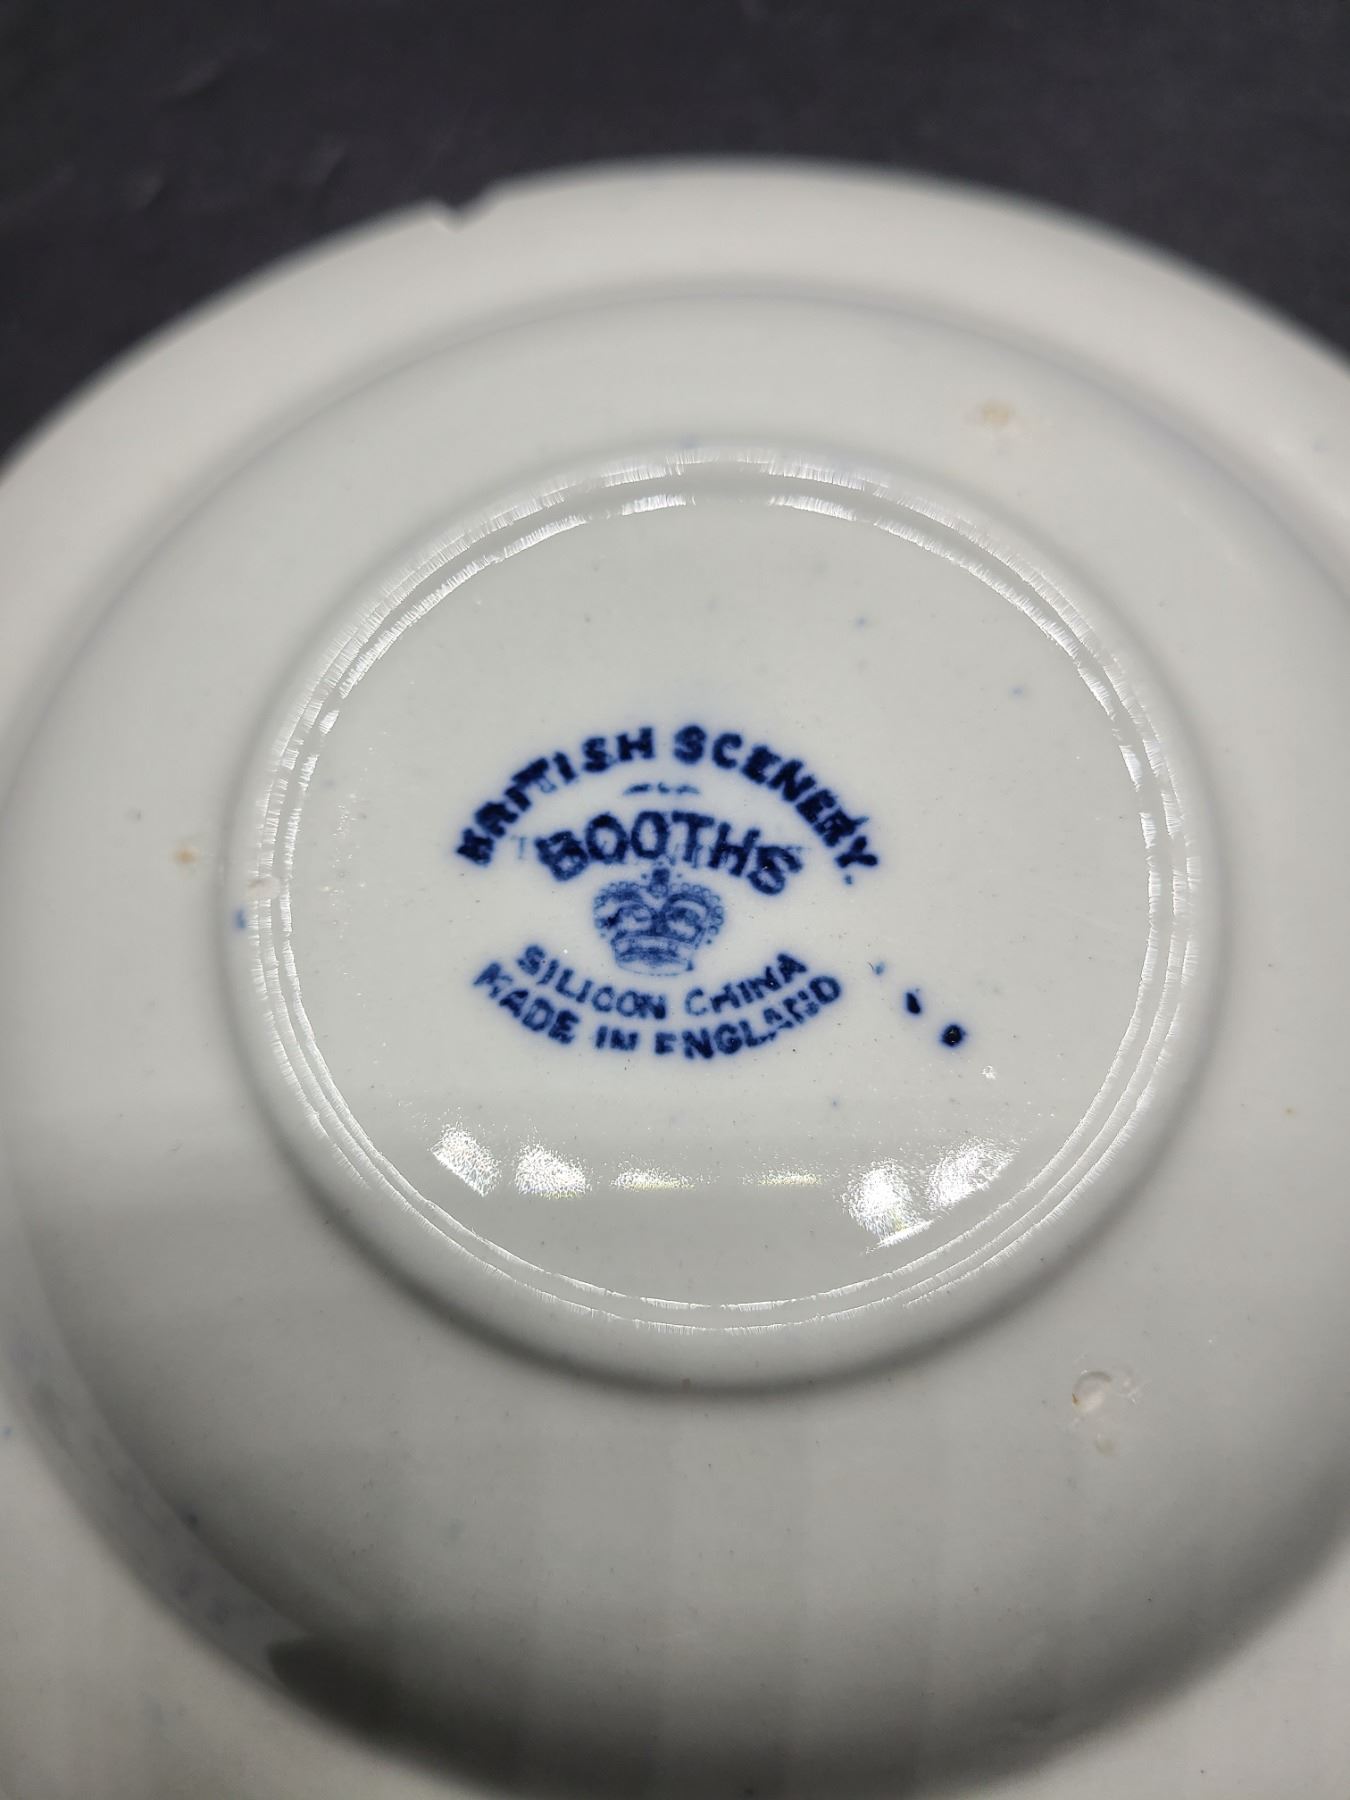 BRITISH SCENERY.
BOOTHS
SILICON CHINA
MADE IN ENGLAND